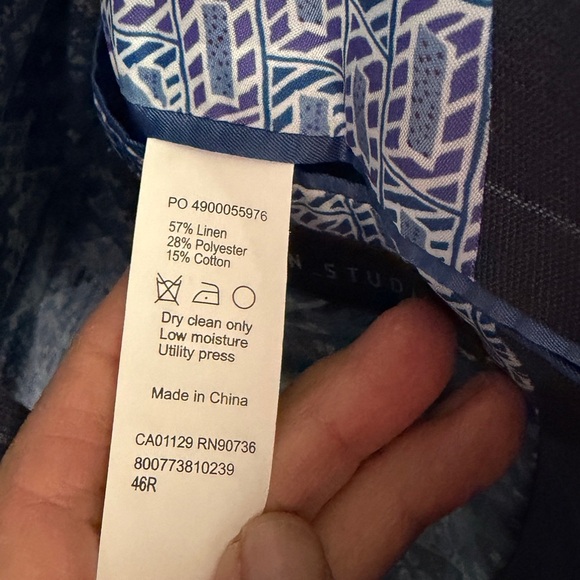 PO 4900055976
57% Linen
28% Polyester
15% Cotton
Dry clean only
Low moisture
Utility press
Made in China
CA01129 RN90736
800773810239
46R